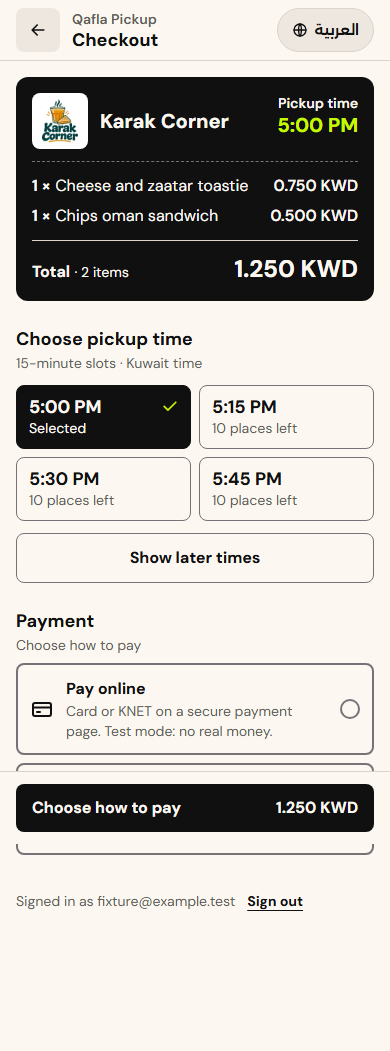 Qafla Pickup
Checkout
العربية
Karak Corner
Karak Corner
Pickup time
5:00 PM
1 × Cheese and zaatar toastie 0.750 KWD
1 × Chips oman sandwich 0.500 KWD
Total · 2 items 1.250 KWD
Choose pickup time
15-minute slots · Kuwait time
5:00 PM
Selected
5:15 PM
10 places left
5:30 PM
10 places left
5:45 PM
10 places left
Show later times
Payment
Choose how to pay
Pay online
Card or KNET on a secure payment
page. Test mode: no real money.
Choose how to pay 1.250 KWD
Signed in as fixture@example.test Sign out